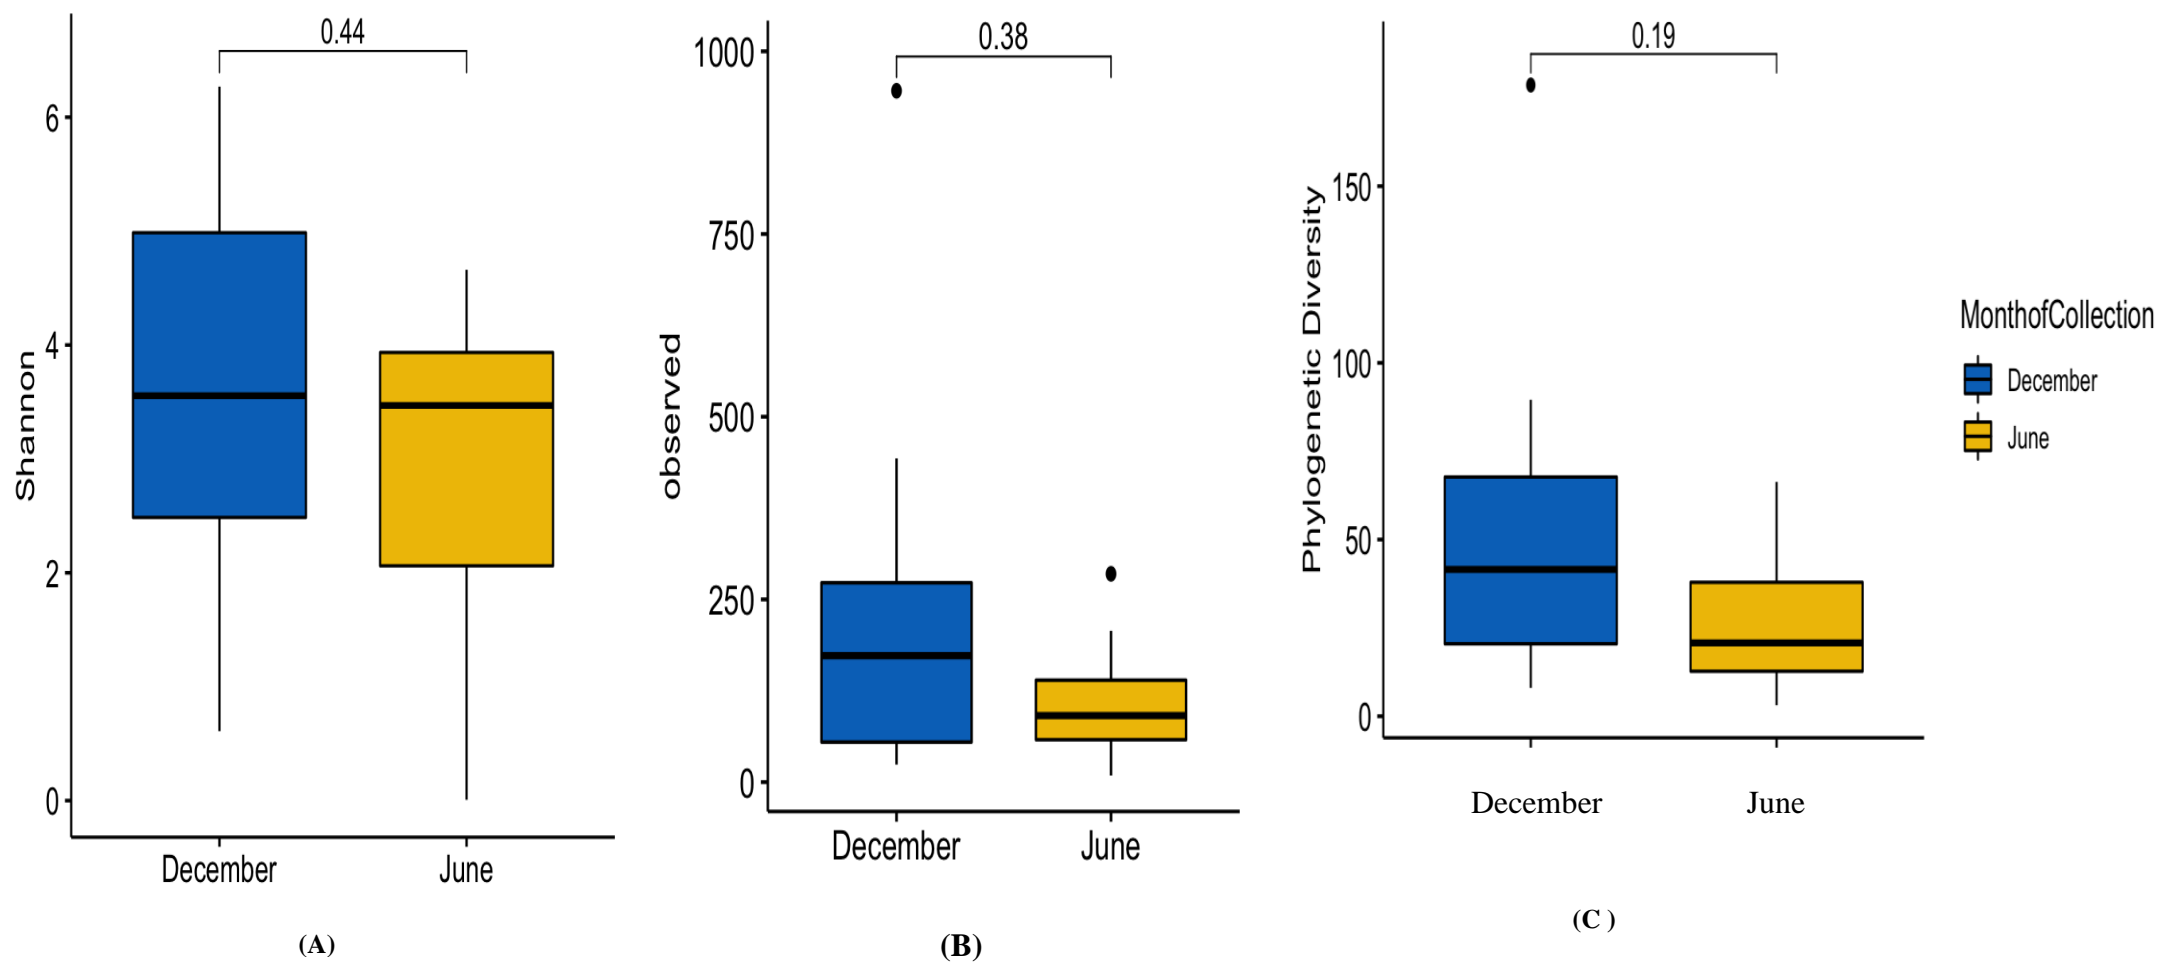 0.44
6
4
2
0
Shannon
December June
(A)
0.38
1000
750
500
250
0
observed
December June
(B)
0.19
150
100
50
0
Phylogenetic Diversity
December June
(C )
MonthofCollection
December
June